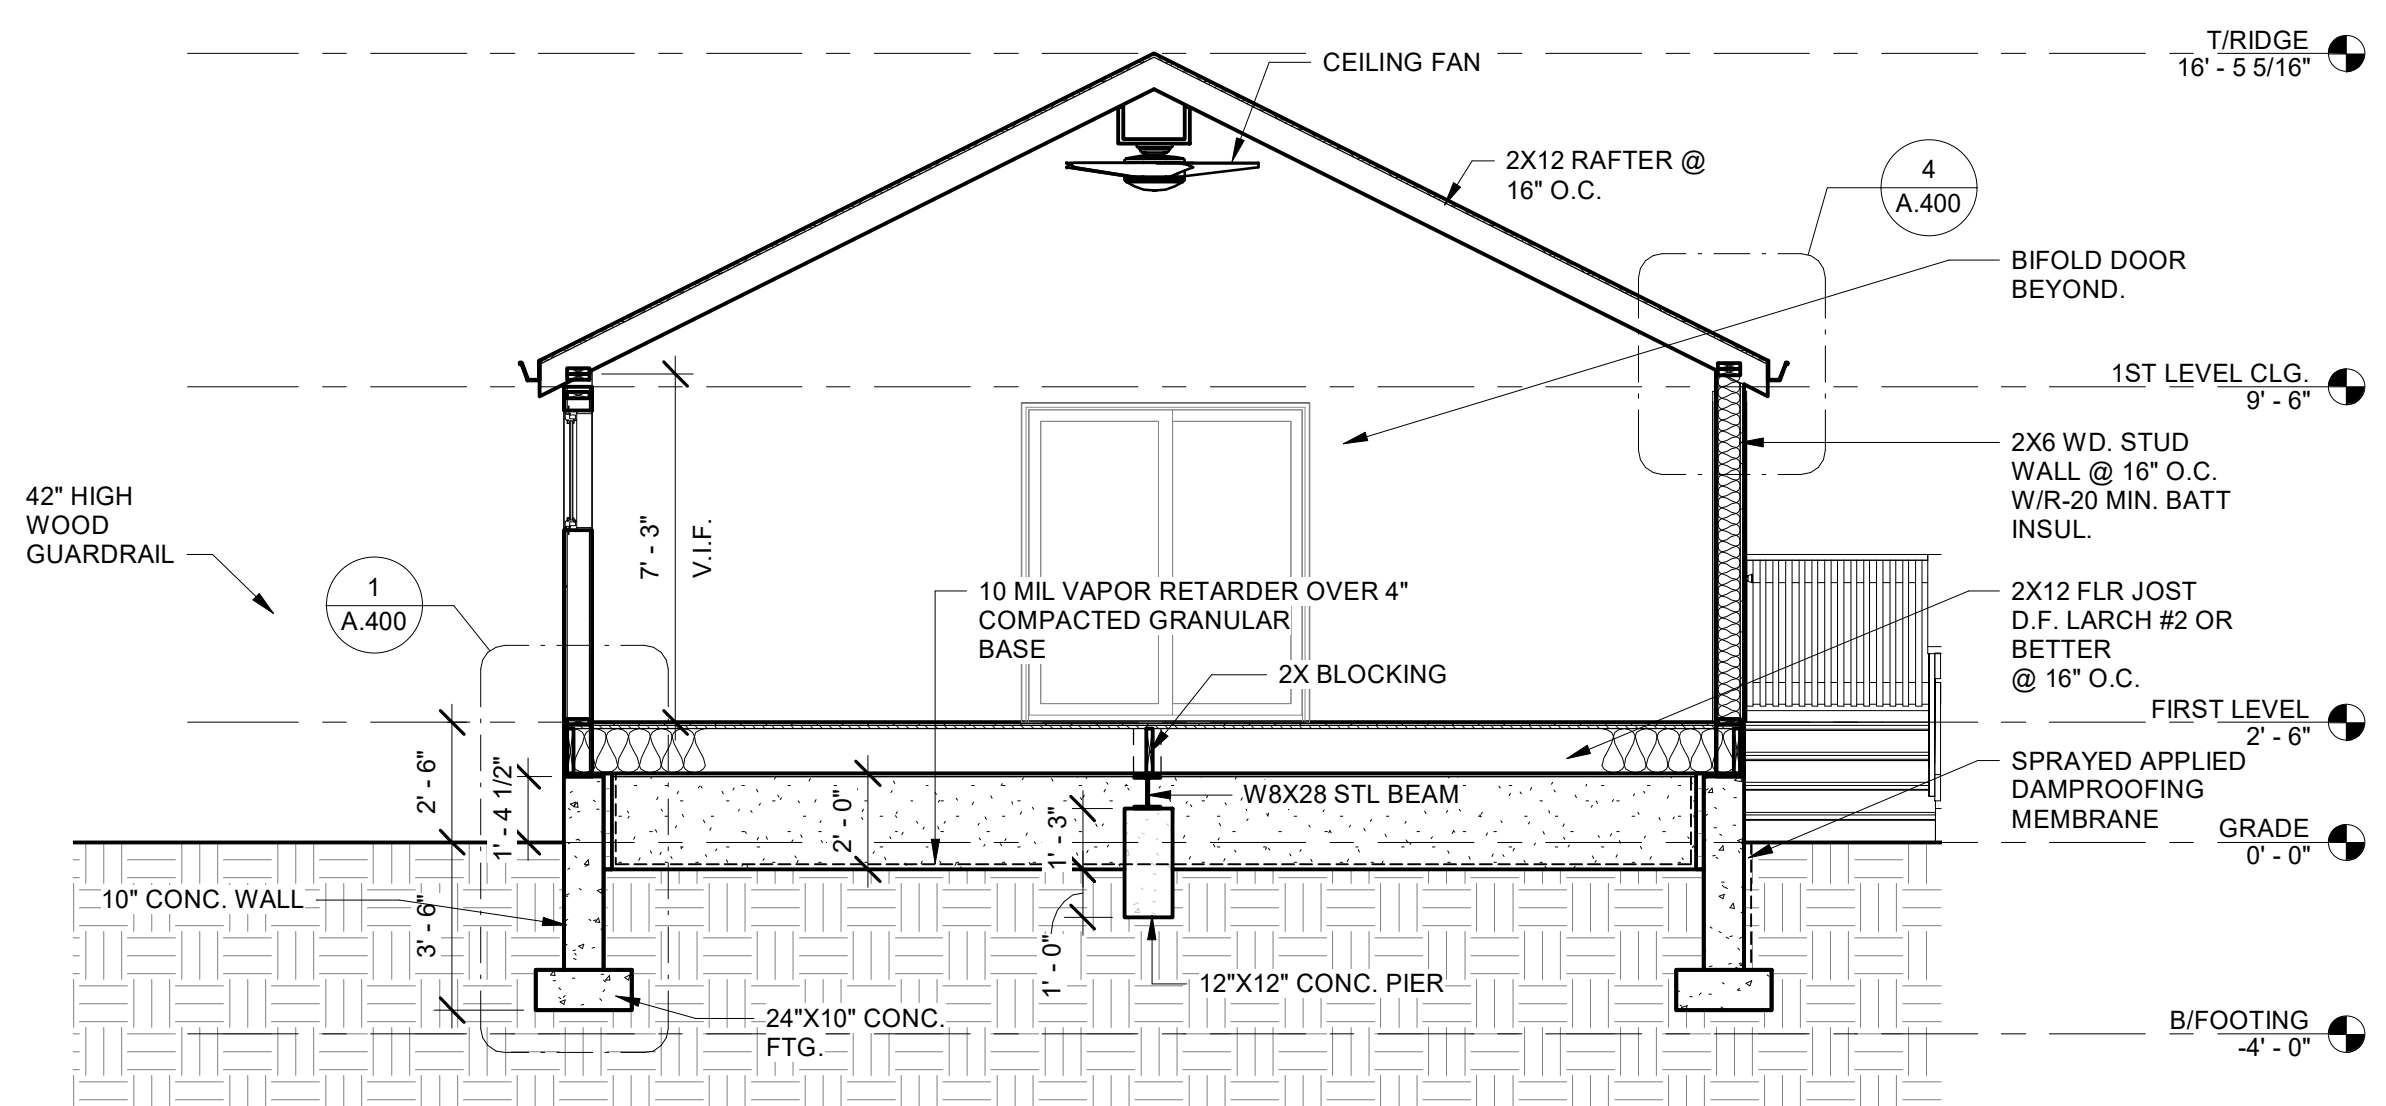 T/RIDGE
16' - 5 5/16"
CEILING FAN
2X12 RAFTER @
16" O.C.
4
A.400
BIFOLD DOOR
BEYOND.
1ST LEVEL CLG.
9' - 6"
2X6 WD. STUD
WALL @ 16" O.C.
W/R-20 MIN. BATT
INSUL.
42" HIGH
WOOD
GUARDRAIL
1
A.400
7' - 3"
V.I.F.
10 MIL VAPOR RETARDER OVER 4"
COMPACTED GRANULAR
BASE
2X BLOCKING
2X12 FLR JOST
D.F. LARCH #2 OR
BETTER
@ 16" O.C.
FIRST LEVEL
2' - 6"
SPRAYED APPLIED
DAMPROOFING
MEMBRANE
2' - 6"
1' - 4 1/2"
2' - 0"
W8X28 STL BEAM
1' - 3"
GRADE
0' - 0"
10" CONC. WALL
3' - 6"
1' - 0"
12"X12" CONC. PIER
24"X10" CONC.
FTG.
B/FOOTING
-4' - 0"